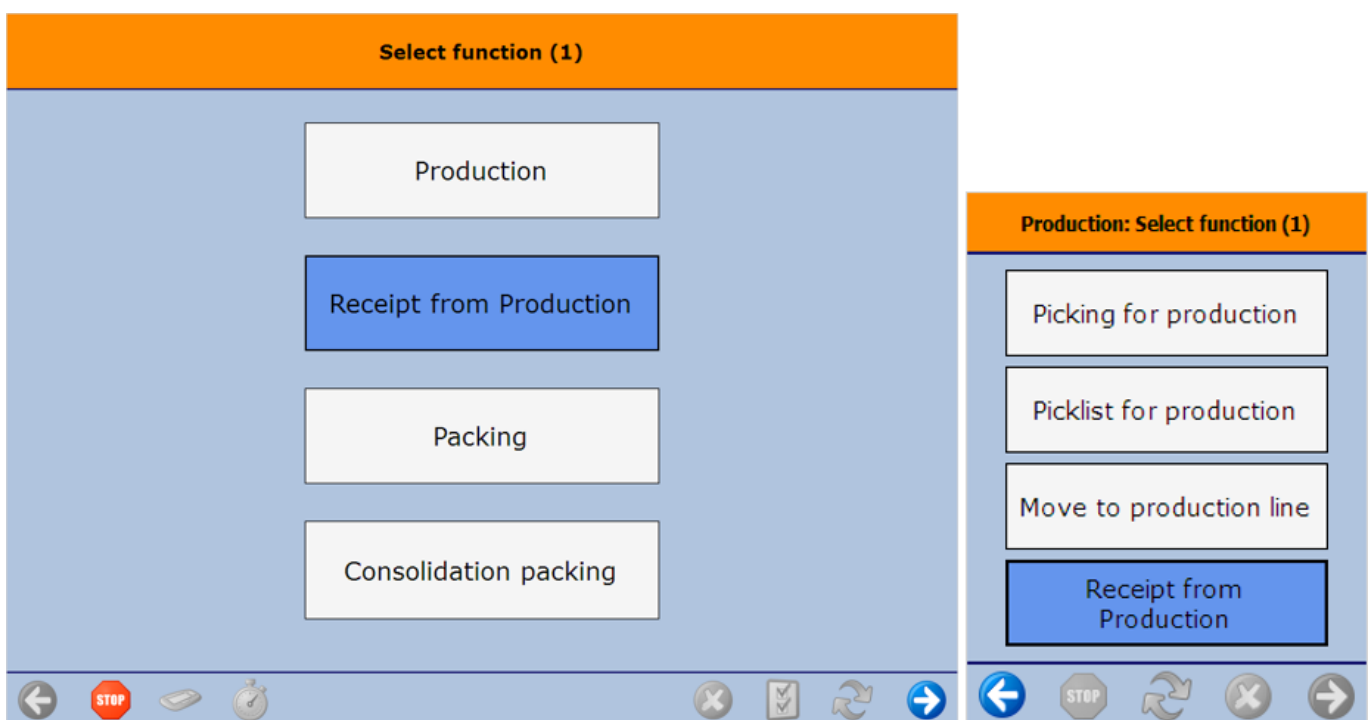 Select function (1)
Production
Receipt from Production
Packing
Consolidation packing
STOP
Production: Select function (1)
Picking for production
Picklist for production
Move to production line
Receipt from
Production
STOP